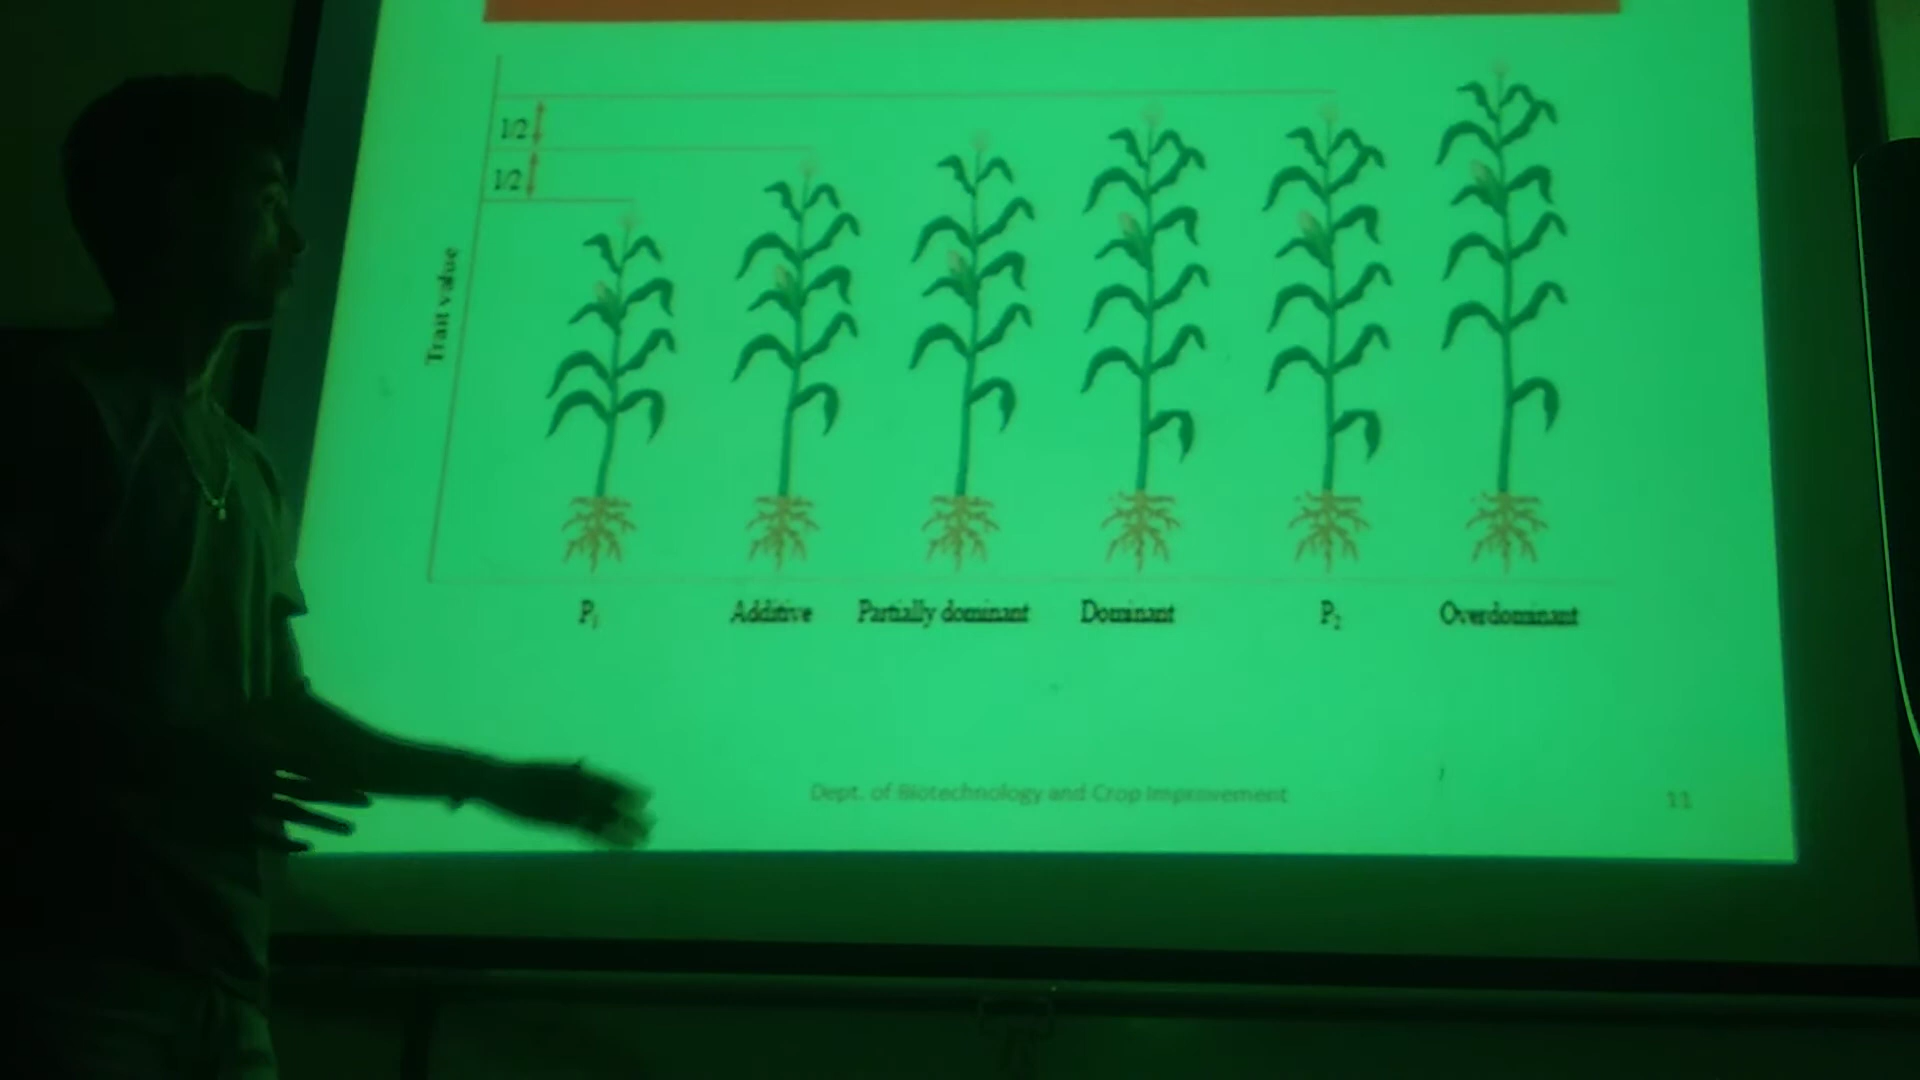 1/2
1/2
Trait value
P₁ Additive Partially dominant Dominant P₂ Overdominant
Dept. of Biotechnology and Crop Improvement
11